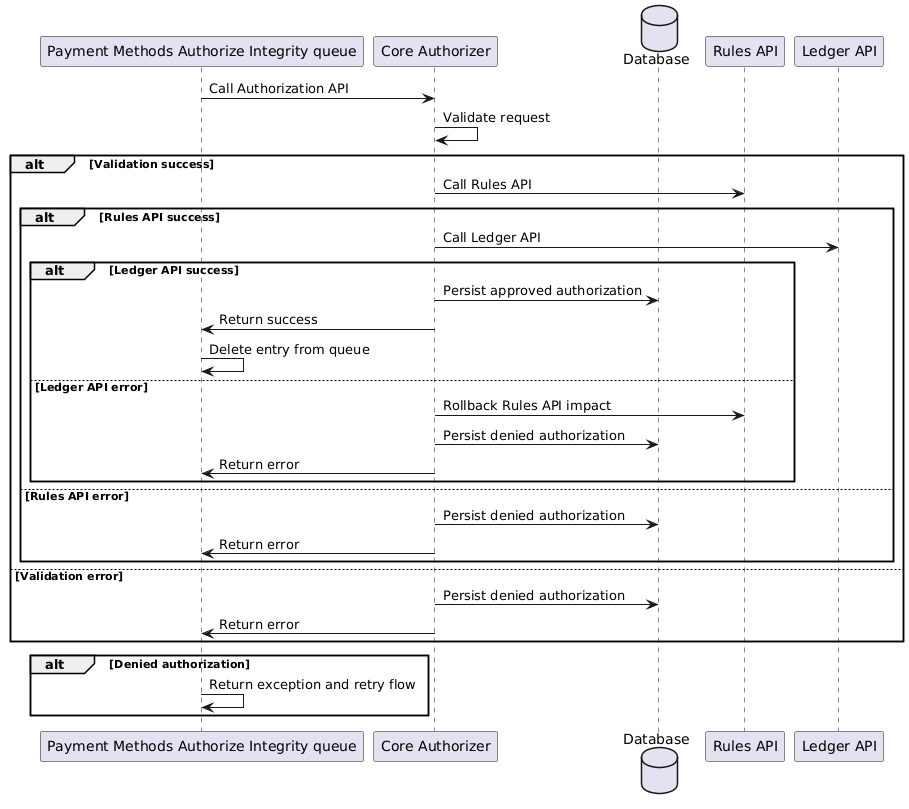 Payment Methods Authorize Integrity queue
Core Authorizer
Database
Rules API
Ledger API
Call Authorization API
Validate request
alt [Validation success]
Call Rules API
alt [Rules API success]
Call Ledger API
alt [Ledger API success]
Persist approved authorization
Return success
Delete entry from queue
[Ledger API error]
Rollback Rules API impact
Persist denied authorization
Return error
[Rules API error]
Persist denied authorization
Return error
[Validation error]
Persist denied authorization
Return error
alt [Denied authorization]
Return exception and retry flow
Payment Methods Authorize Integrity queue
Core Authorizer
Database
Rules API
Ledger API